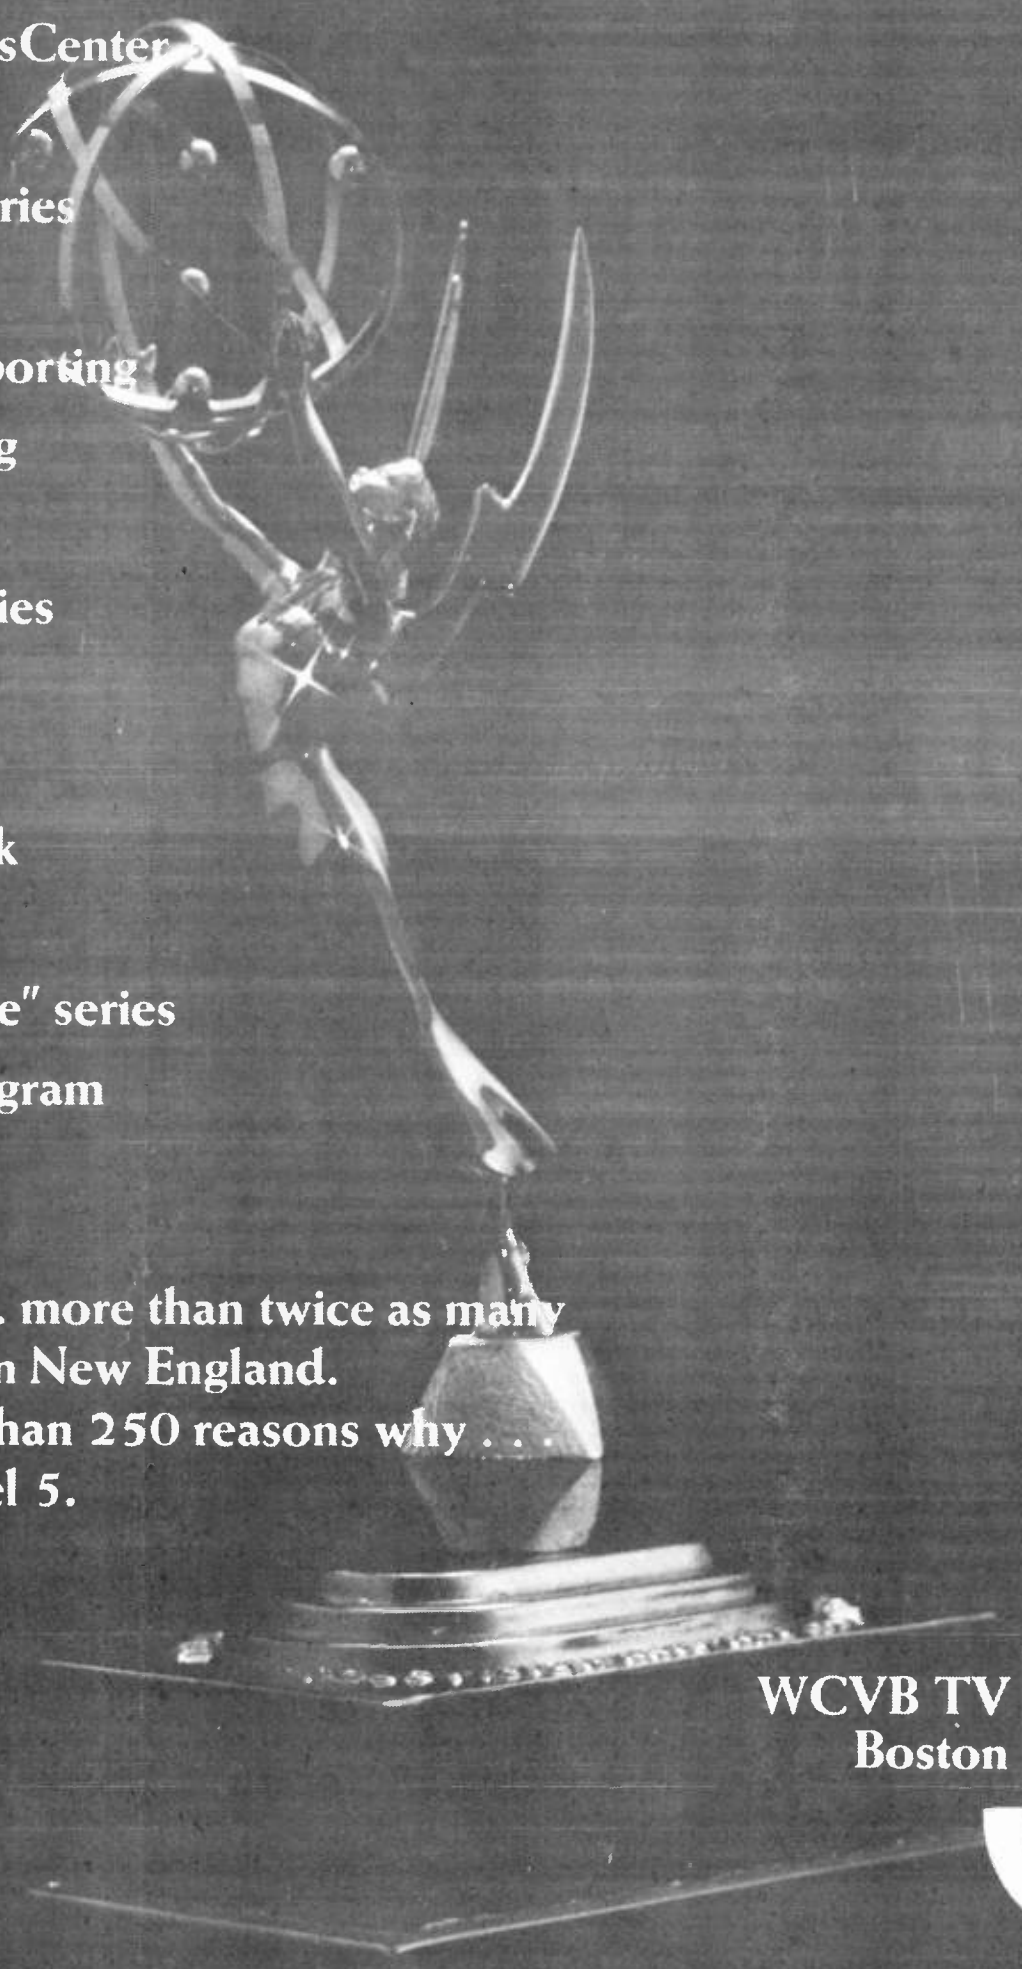 sCenter
ries
porting
g
ies
k
e" series
gram
. more than twice as many
n New England.
han 250 reasons why . . .
el 5.
WCVB TV
Boston